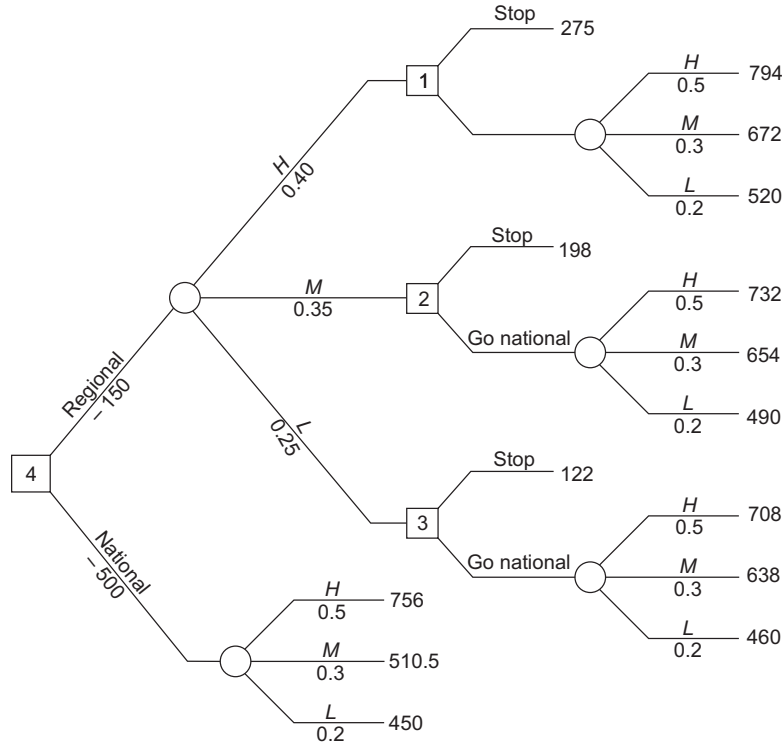 Stop
275
1
H
0.5
794
M
0.3
672
L
0.2
520
H
0.40
Stop
198
M
0.35
2
Go national
H
0.5
732
M
0.3
654
L
0.2
490
Regional
– 150
L
0.25
4
Stop
122
3
Go national
H
0.5
708
M
0.3
638
L
0.2
460
National
– 500
H
0.5
756
M
0.3
510.5
L
0.2
450